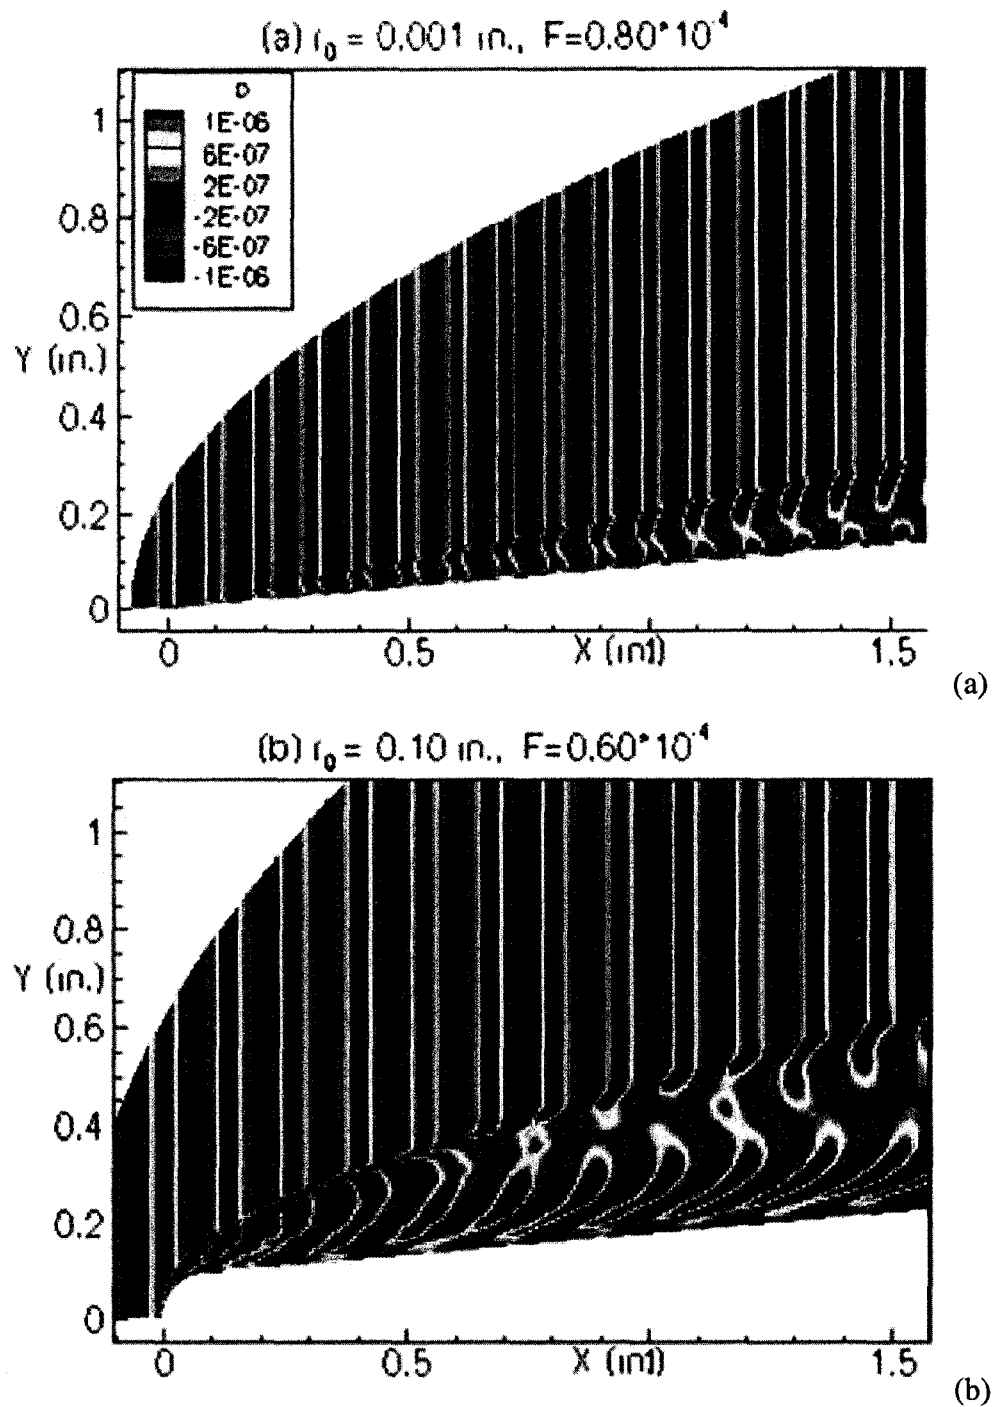 (a) r₀ = 0.001 in., F=0.80*10⁻⁴
p
1E-06
6E-07
2E-07
-2E-07
-6E-07
-1E-06
1
0.8
0.6
Y (in.)
0.4
0.2
0
0 0.5 X (in) 1.5
(a)
(b) r₀ = 0.10 in., F=0.60*10⁻⁴
1
0.8
Y (in.)
0.6
0.4
0.2
0
0 0.5 X (in) 1.5
(b)